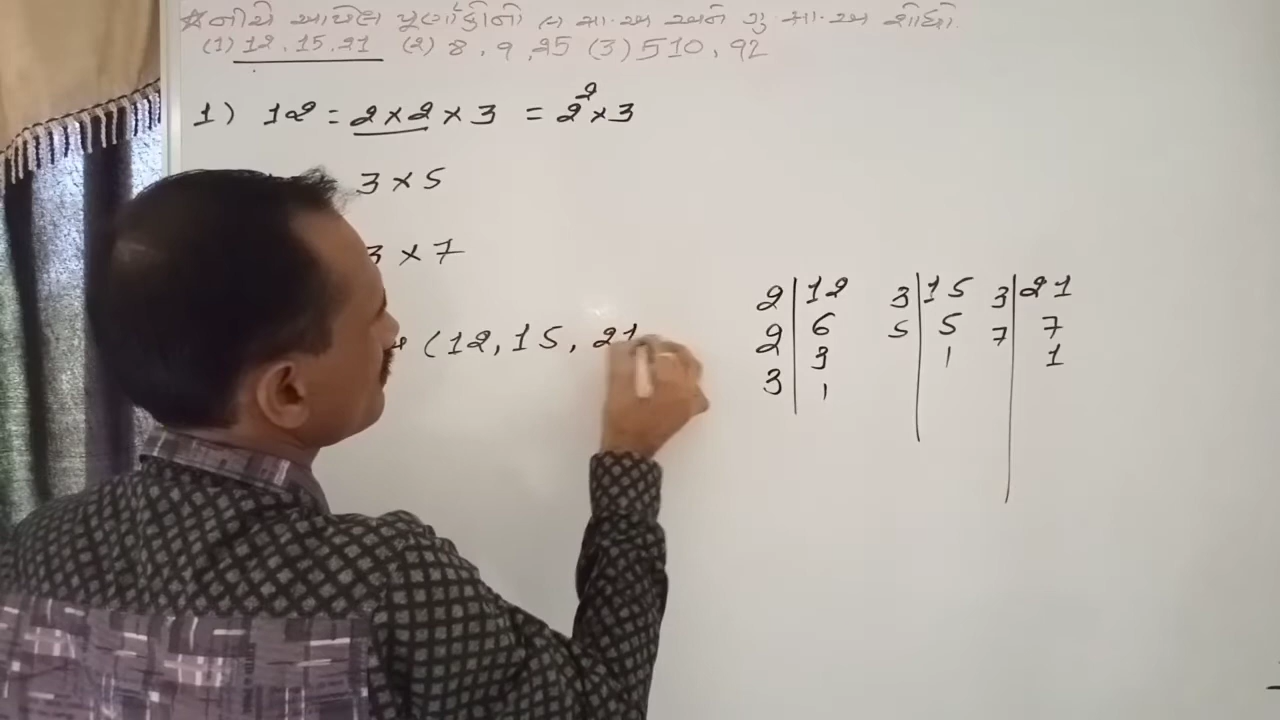 ☆ નીચે આપેલ પૂર્ણાંકોનો લ.સા.અ અને ગુ.સા.અ શોધો.
(1) 12, 15, 21 (2) 8, 9, 25 (3) 510, 92
1) 12 = 2 × 2 × 3 = 2² × 3
3 × 5
3 × 7
(12, 15, 21
2 | 12
2 | 6
3 | 3
1
3 | 15
5 | 5
1
3 | 21
7 | 7
1